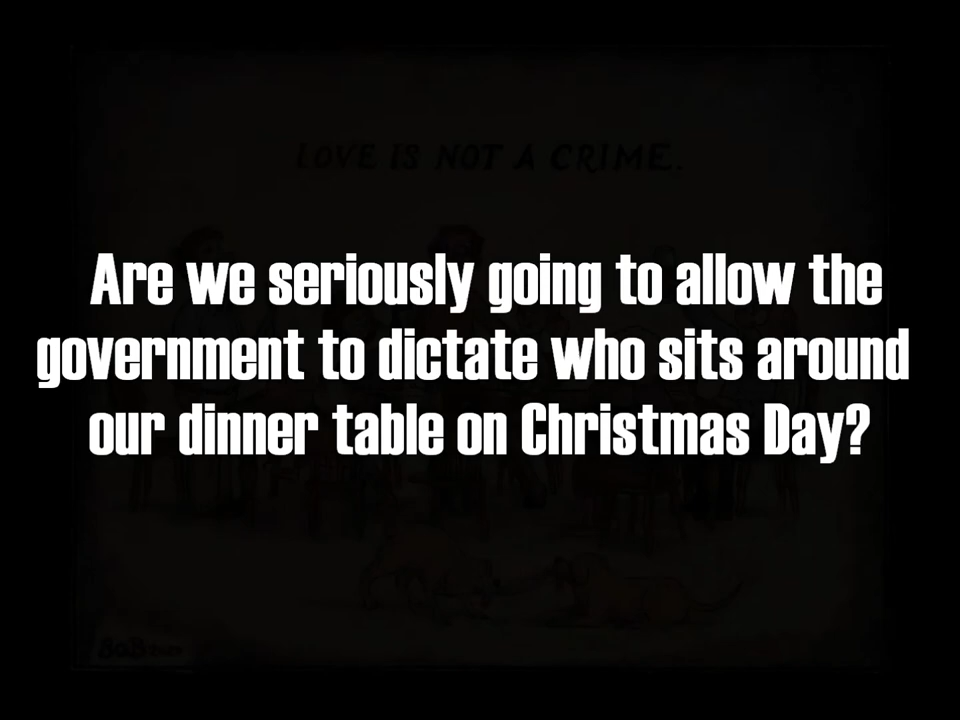 LOVE IS NOT A CRIME.
Are we seriously going to allow the
government to dictate who sits around
our dinner table on Christmas Day?